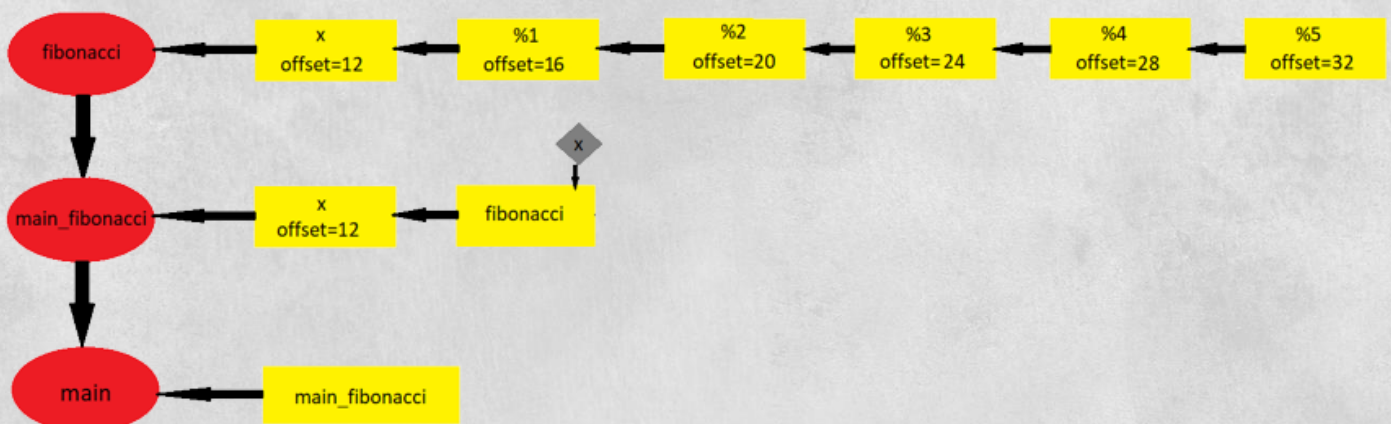 fibonacci
x
offset=12
%1
offset=16
%2
offset=20
%3
offset=24
%4
offset=28
%5
offset=32
x
main_fibonacci
x
offset=12
fibonacci
main
main_fibonacci